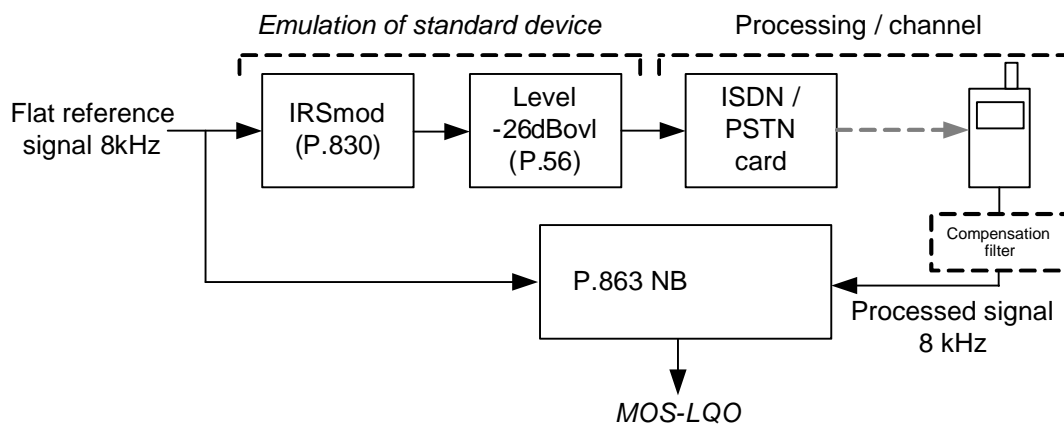 Emulation of standard device
Processing / channel
Flat reference
signal 8kHz
IRSmod
(P.830)
Level
-26dBovl
(P.56)
ISDN /
PSTN
card
Compensation
filter
P.863 NB
Processed signal
8 kHz
MOS-LQO